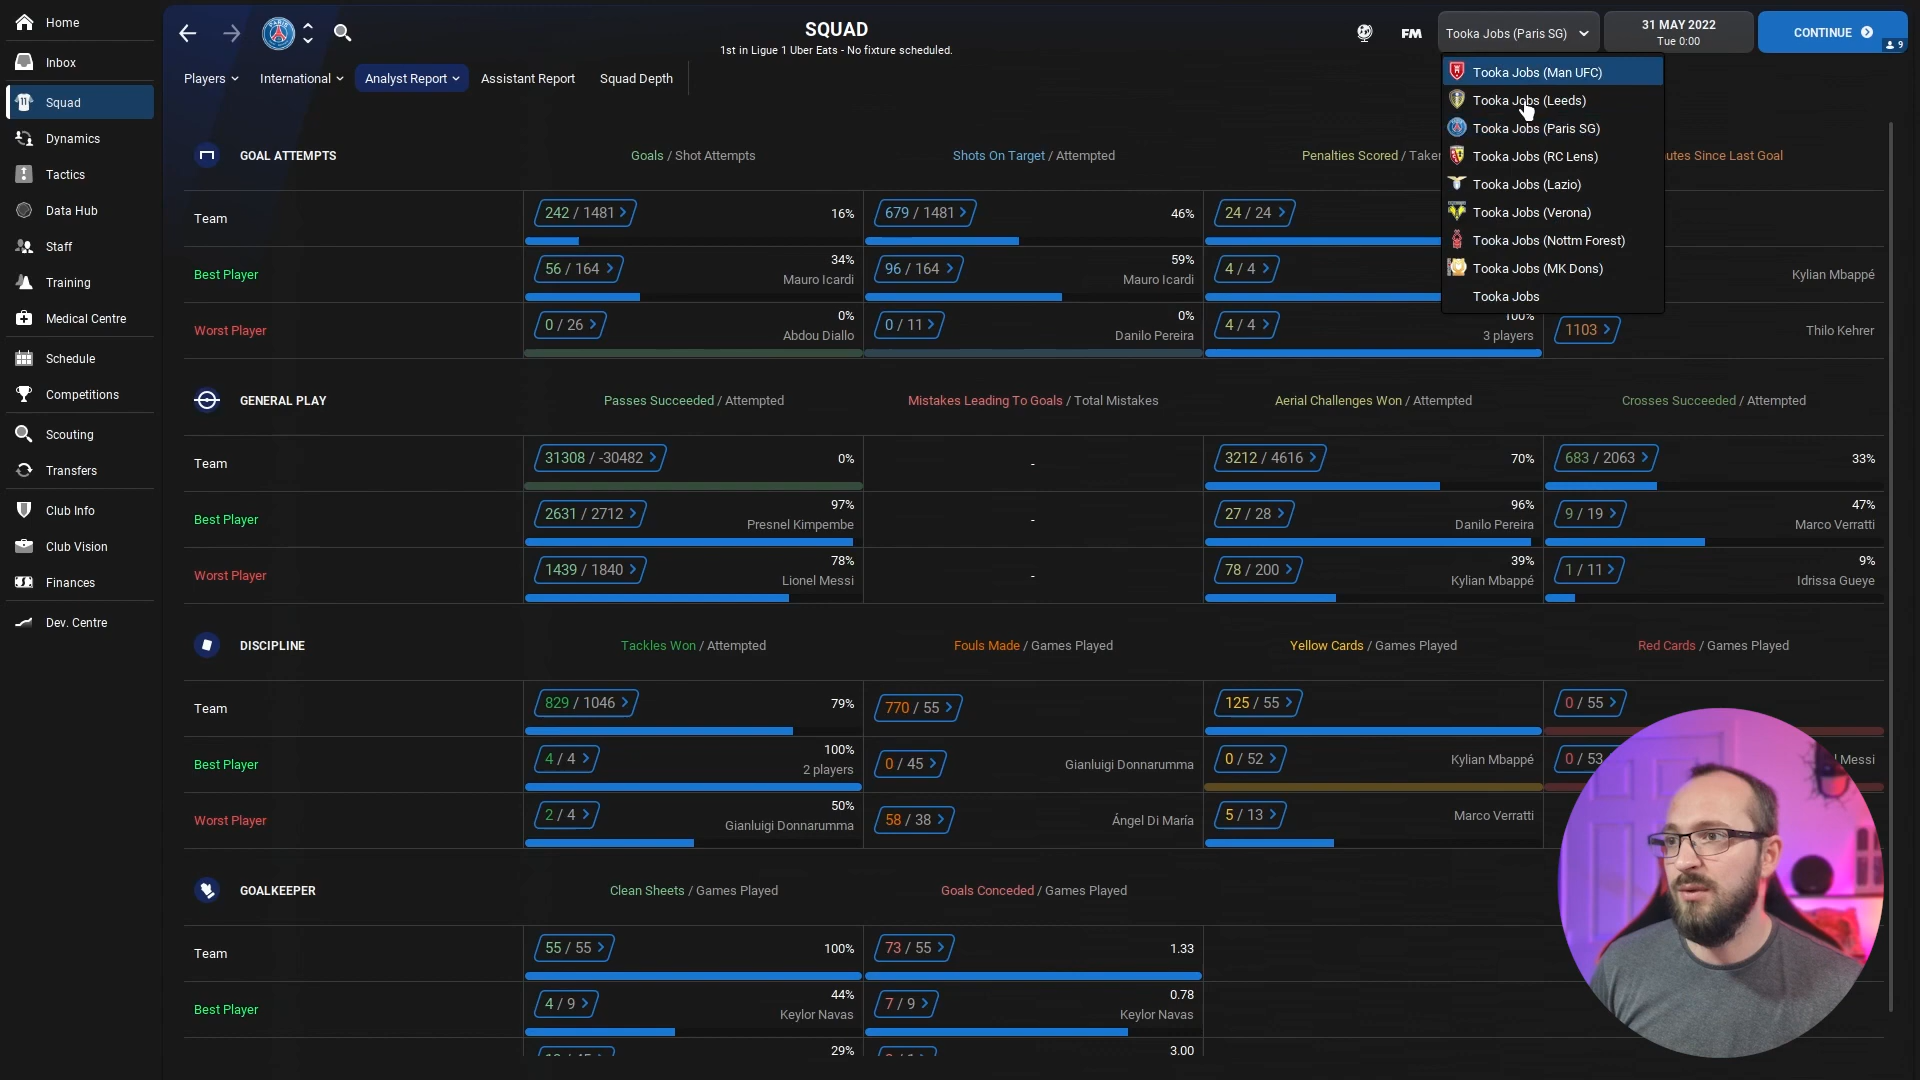 Home
Inbox
Squad
Dynamics
Tactics
Data Hub
Staff
Training
Medical Centre
Schedule
Competitions
Scouting
Transfers
Club Info
Club Vision
Finances
Dev. Centre
SQUAD
1st in Ligue 1 Uber Eats - No fixture scheduled.
FM
Tooka Jobs (Paris SG)
31 MAY 2022
Tue 0:00
CONTINUE
9
Players
International
Analyst Report
Assistant Report
Squad Depth
Tooka Jobs (Man UFC)
Tooka Jobs (Leeds)
Tooka Jobs (Paris SG)
Tooka Jobs (RC Lens)
Tooka Jobs (Lazio)
Tooka Jobs (Verona)
Tooka Jobs (Nottm Forest)
Tooka Jobs (MK Dons)
Tooka Jobs
GOAL ATTEMPTS
Goals / Shot Attempts
Shots On Target / Attempted
Penalties Scored / Taken
Since Last Goal
Team
242 / 1481
16%
679 / 1481
46%
24 / 24
Best Player
56 / 164
34%
Mauro Icardi
96 / 164
59%
Mauro Icardi
4 / 4
Kylian Mbappé
Worst Player
0 / 26
0%
Abdou Diallo
0 / 11
0%
Danilo Pereira
4 / 4
100%
3 players
1103
Thilo Kehrer
GENERAL PLAY
Passes Succeeded / Attempted
Mistakes Leading To Goals / Total Mistakes
Aerial Challenges Won / Attempted
Crosses Succeeded / Attempted
Team
31308 / -30482
0%
-
3212 / 4616
70%
683 / 2063
33%
Best Player
2631 / 2712
97%
Presnel Kimpembe
-
27 / 28
96%
Danilo Pereira
9 / 19
47%
Marco Verratti
Worst Player
1439 / 1840
78%
Lionel Messi
-
78 / 200
39%
Kylian Mbappé
1 / 11
9%
Idrissa Gueye
DISCIPLINE
Tackles Won / Attempted
Fouls Made / Games Played
Yellow Cards / Games Played
Red Cards / Games Played
Team
829 / 1046
79%
770 / 55
125 / 55
0 / 55
Best Player
4 / 4
100%
2 players
0 / 45
Gianluigi Donnarumma
0 / 52
Kylian Mbappé
0 / 53
Messi
Worst Player
2 / 4
50%
Gianluigi Donnarumma
58 / 38
Ángel Di María
5 / 13
Marco Verratti
GOALKEEPER
Clean Sheets / Games Played
Goals Conceded / Games Played
Team
55 / 55
100%
73 / 55
1.33
Best Player
4 / 9
44%
Keylor Navas
7 / 9
0.78
Keylor Navas
29%
3.00